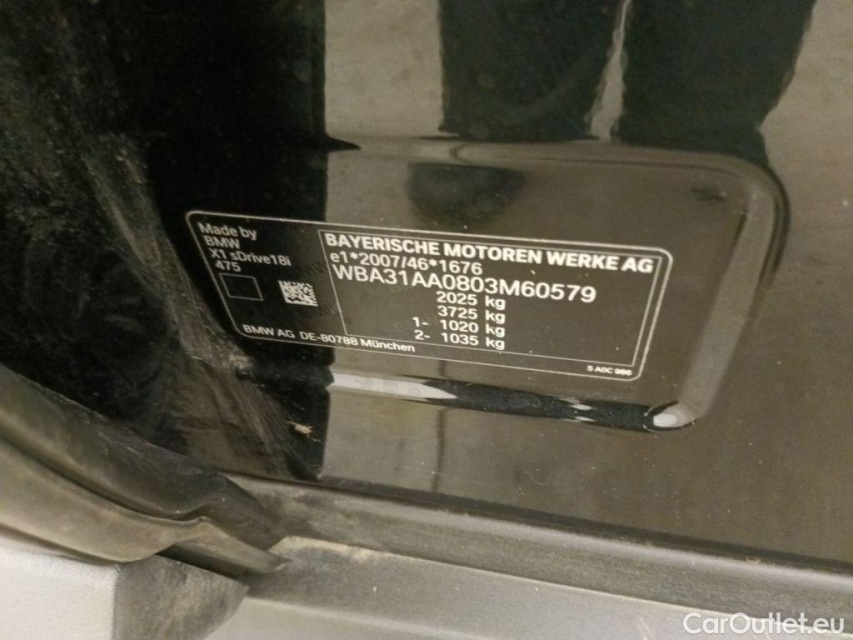 Made by
BMW
X1 sDrive18i
475
BAYERISCHE MOTOREN WERKE AG
e1*2007/46*1676
WBA31AA0803M60579
2025 kg
3725 kg
1- 1020 kg
2- 1035 kg
BMW AG DE-80788 München
5 A0C 986
CarOutlet.eu